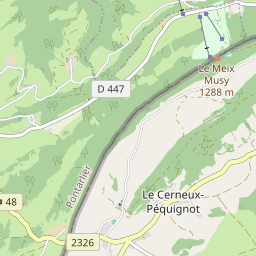 Le Meix
Musy
1288 m
D 447
Pontarlier
48
Le Cerneux-
Péquignot
2326